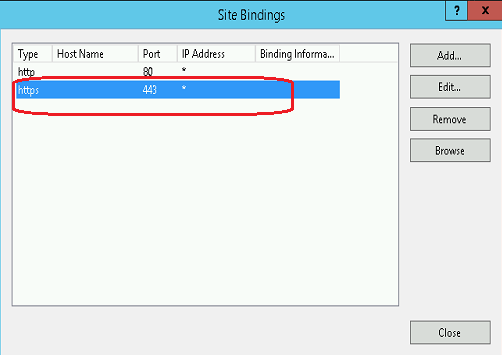 Site Bindings
? X
Type Host Name Port IP Address Binding Informa...
http 80 *
https 443 *
Add...
Edit...
Remove
Browse
Close